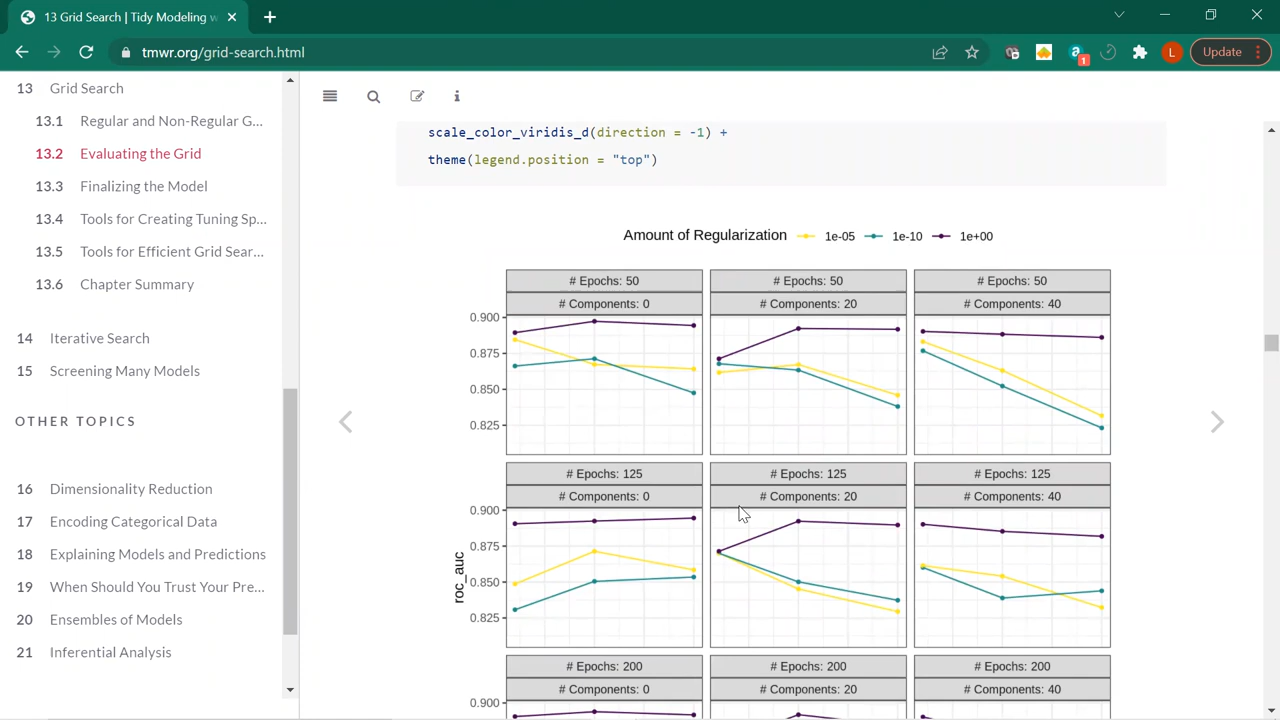 13 Grid Search | Tidy Modeling w
tmwr.org/grid-search.html
1
L
Update
13 Grid Search
13.1 Regular and Non-Regular G...
13.2 Evaluating the Grid
13.3 Finalizing the Model
13.4 Tools for Creating Tuning Sp...
13.5 Tools for Efficient Grid Sear...
13.6 Chapter Summary
14 Iterative Search
15 Screening Many Models
OTHER TOPICS
16 Dimensionality Reduction
17 Encoding Categorical Data
18 Explaining Models and Predictions
19 When Should You Trust Your Pre...
20 Ensembles of Models
21 Inferential Analysis
scale_color_viridis_d(direction = -1) +
theme(legend.position = "top")
Amount of Regularization 1e-05 1e-10 1e+00
# Epochs: 50 # Epochs: 50 # Epochs: 50
# Components: 0 # Components: 20 # Components: 40
0.900
0.875
0.850
0.825
# Epochs: 125 # Epochs: 125 # Epochs: 125
# Components: 0 # Components: 20 # Components: 40
0.900
0.875
0.850
0.825
roc_auc
# Epochs: 200 # Epochs: 200 # Epochs: 200
# Components: 0 # Components: 20 # Components: 40
0.900